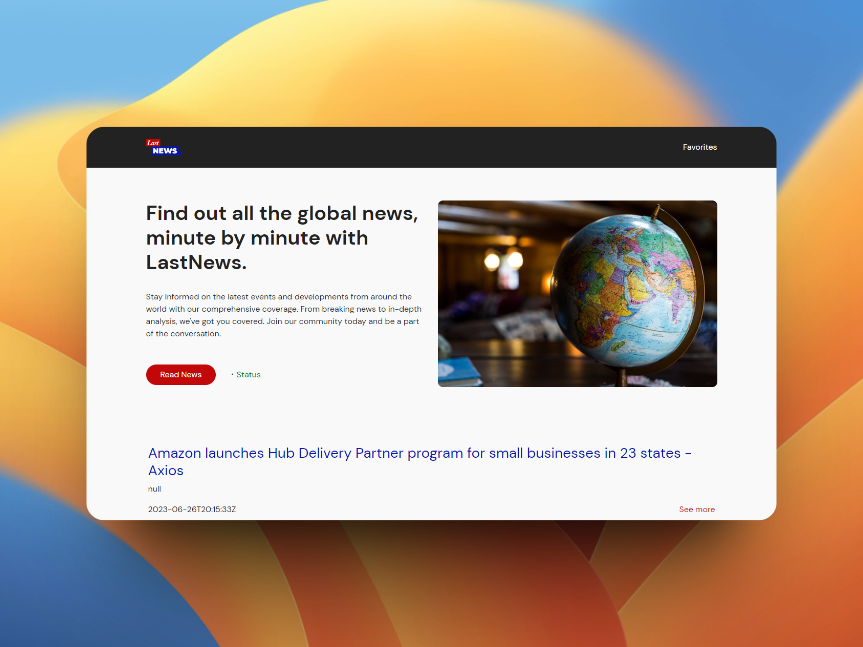 Last
NEWS
Favorites
Find out all the global news,
minute by minute with
LastNews.
Stay informed on the latest events and developments from around the
world with our comprehensive coverage. From breaking news to in-depth
analysis, we've got you covered. Join our community today and be a part
of the conversation.
Read News
• Status
Amazon launches Hub Delivery Partner program for small businesses in 23 states -
Axios
null
2023-06-26T20:15:33Z
See more